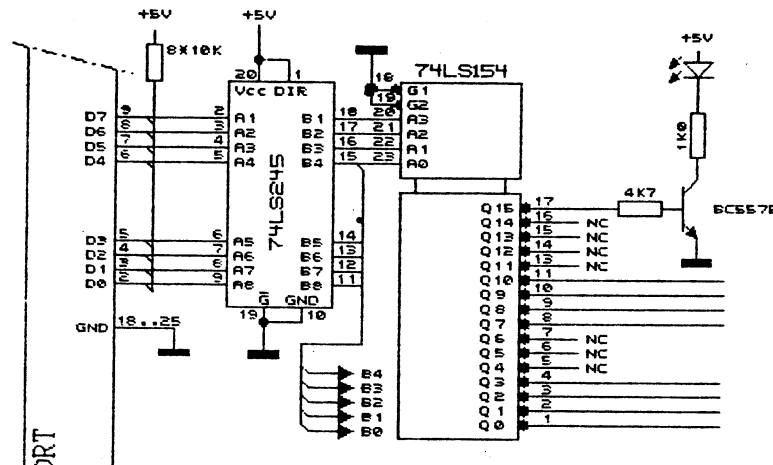 +5V
8X10K
+5V
20 1
Vcc DIR
D7 9 2 A1 B1 18 20 A3
D6 8 3 A2 B2 17 21 A2
D5 7 4 A3 B3 16 22 A1
D4 6 5 A4 B4 15 23 A0
74LS245
D3 5 6 A5 B5 14
D2 4 7 A6 B6 13
D1 3 8 A7 B7 12
D0 2 9 A8 B8 11
GI GND
19 10
GND 18..25
ORT
B4
B3
B2
B1
B0
74LS154
18 G1
19 G2
Q15 17
Q14 16 NC
Q13 15 NC
Q12 14 NC
Q11 13 NC
Q10 11
Q9 10
Q8 9
Q7 8
Q6 7 NC
Q5 6 NC
Q4 5 NC
Q3 4
Q2 3
Q1 2
Q0 1
4K7
+5V
1K0
BC557B